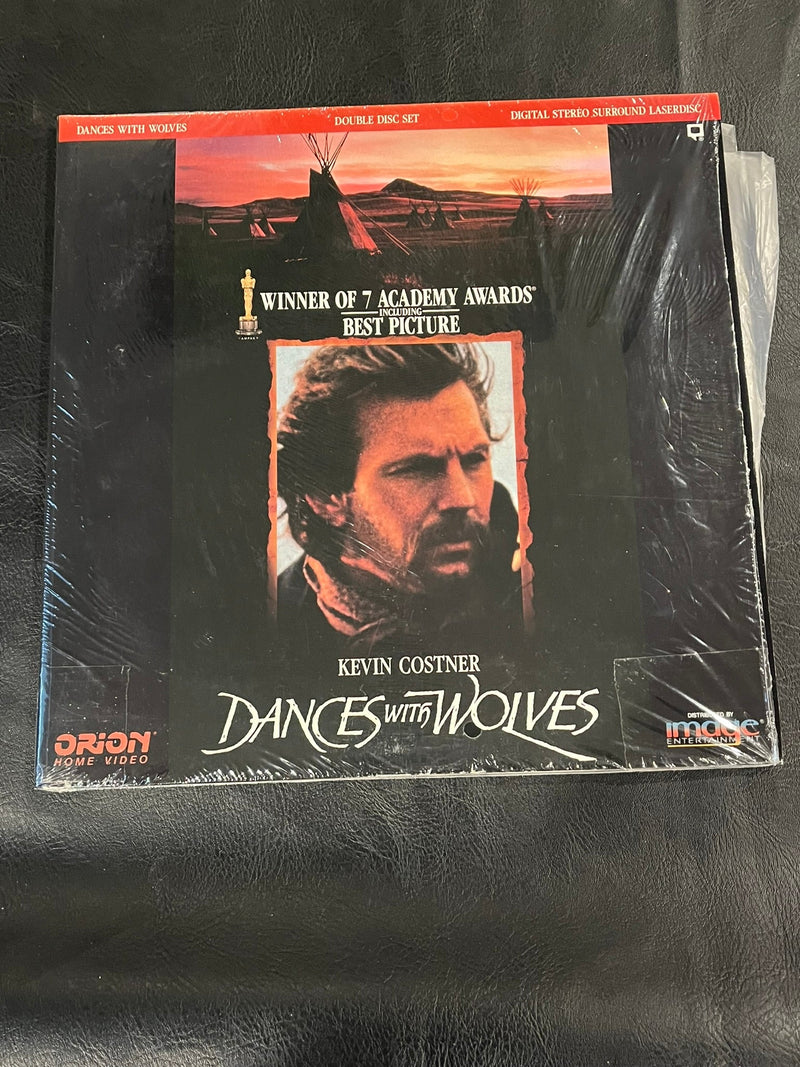 DANCES WITH WOLVES
DOUBLE DISC SET
DIGITAL STEREO SURROUND LASERDISC
WINNER OF 7 ACADEMY AWARDS®
INCLUDING
BEST PICTURE
KEVIN COSTNER
DANCES WITH WOLVES
ORION®
HOME VIDEO
DISTRIBUTED BY
image®
ENTERTAINMENT